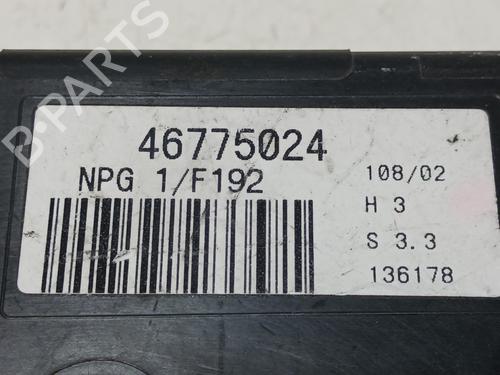 46775024
NPG 1/F192
108/02
H 3
S 3.3
136178
B-PARTS